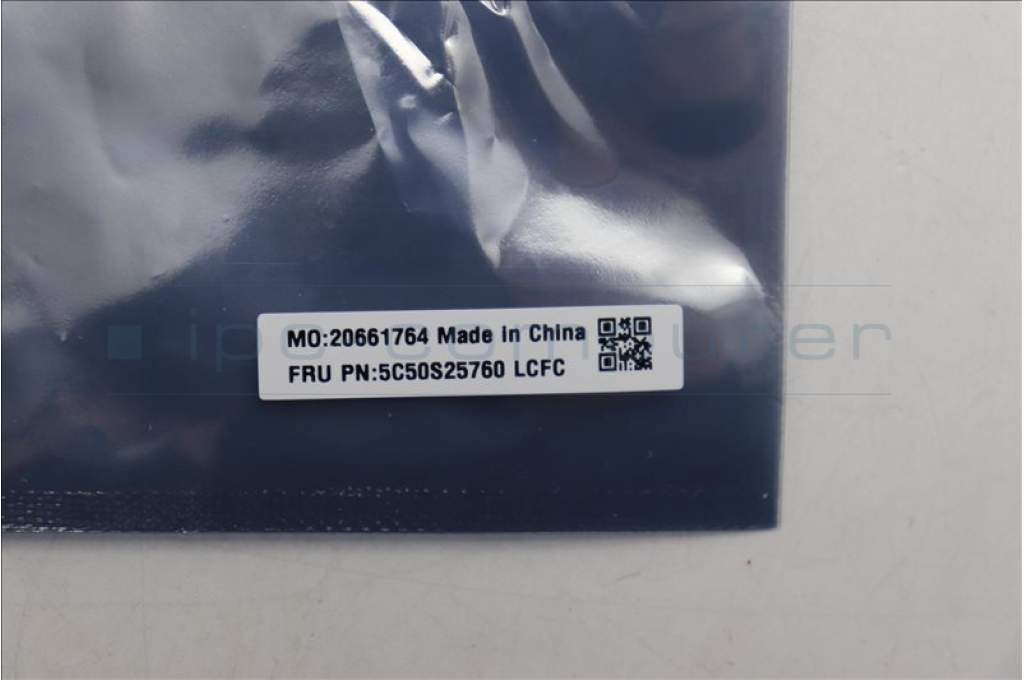 MO:20661764 Made in China
FRU PN:5C50S25760 LCFC
ipc computer